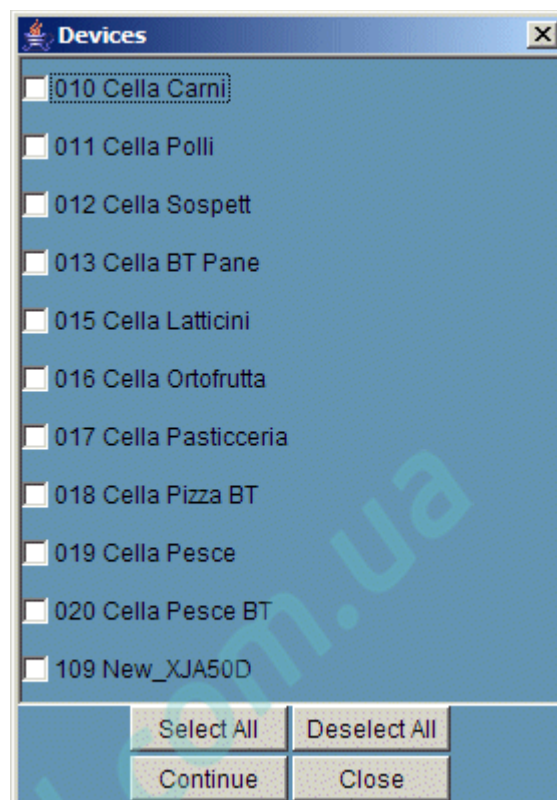 Devices
010 Cella Carni
011 Cella Polli
012 Cella Sospett
013 Cella BT Pane
015 Cella Latticini
016 Cella Ortofrutta
017 Cella Pasticceria
018 Cella Pizza BT
019 Cella Pesce
020 Cella Pesce BT
109 New_XJA50D
Select All Deselect All
Continue Close
.com.ua